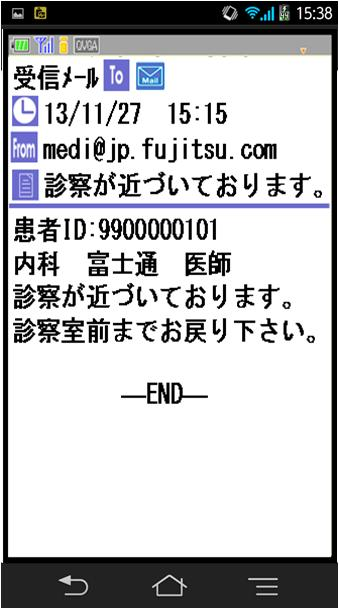 15:38
QVGA
受信ﾒｰﾙ To Mail
13/11/27　15:15
From medi@jp.fujitsu.com
診察が近づいております。
患者ID:9900000101
内科　富士通　医師
診察が近づいております。
診察室前までお戻り下さい。
―END―